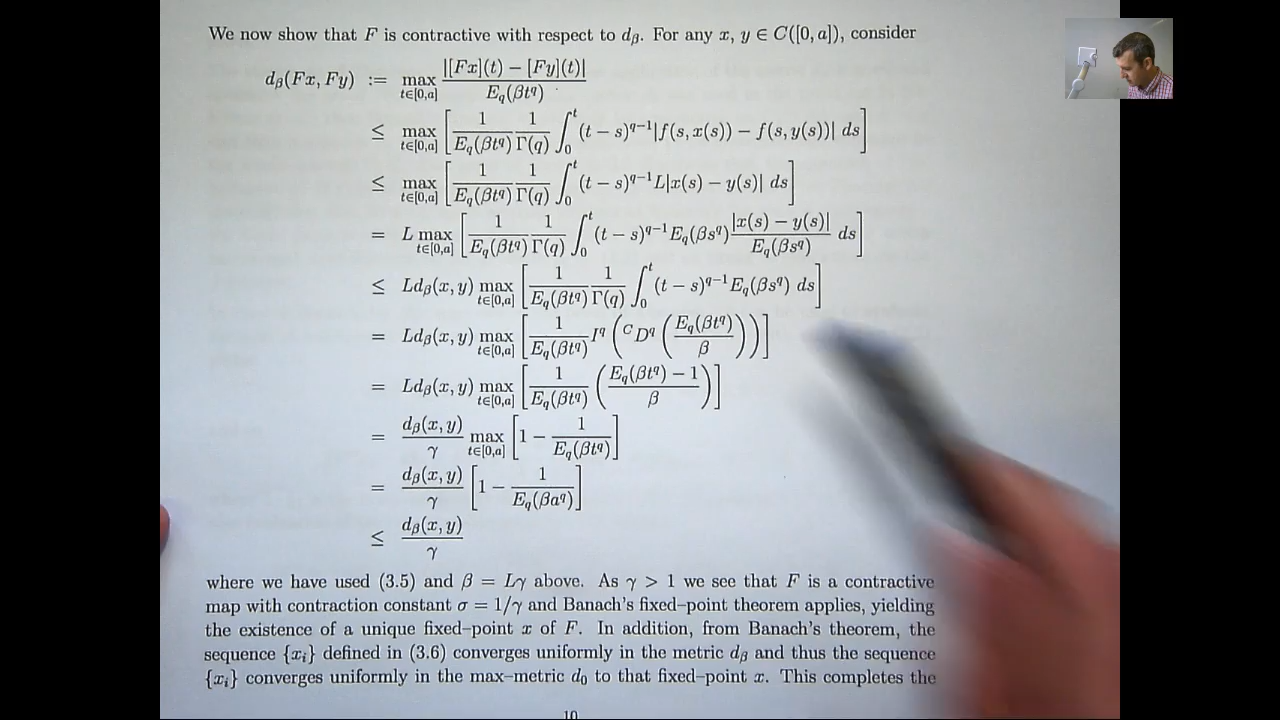 We now show that F is contractive with respect to d_β. For any x, y ∈ C([0, a]), consider
d_β(Fx, Fy) := max_{t∈[0,a]} |[Fx](t) − [Fy](t)| / E_q(βt^q)
≤ max_{t∈[0,a]} [ 1/E_q(βt^q) 1/Γ(q) ∫_0^t (t − s)^{q−1} |f(s, x(s)) − f(s, y(s))| ds ]
≤ max_{t∈[0,a]} [ 1/E_q(βt^q) 1/Γ(q) ∫_0^t (t − s)^{q−1} L|x(s) − y(s)| ds ]
= L max_{t∈[0,a]} [ 1/E_q(βt^q) 1/Γ(q) ∫_0^t (t − s)^{q−1} E_q(βs^q) |x(s) − y(s)| / E_q(βs^q) ds ]
≤ Ld_β(x, y) max_{t∈[0,a]} [ 1/E_q(βt^q) 1/Γ(q) ∫_0^t (t − s)^{q−1} E_q(βs^q) ds ]
= Ld_β(x, y) max_{t∈[0,a]} [ 1/E_q(βt^q) I^q ( ^C D^q ( E_q(βt^q) / β ) ) ]
= Ld_β(x, y) max_{t∈[0,a]} [ 1/E_q(βt^q) ( (E_q(βt^q) − 1) / β ) ]
= d_β(x, y)/γ max_{t∈[0,a]} [ 1 − 1/E_q(βt^q) ]
= d_β(x, y)/γ [ 1 − 1/E_q(βa^q) ]
≤ d_β(x, y)/γ
where we have used (3.5) and β = Lγ above. As γ > 1 we see that F is a contractive
map with contraction constant σ = 1/γ and Banach's fixed–point theorem applies, yielding
the existence of a unique fixed–point x of F. In addition, from Banach's theorem, the
sequence {x_i} defined in (3.6) converges uniformly in the metric d_β and thus the sequence
{x_i} converges uniformly in the max–metric d_0 to that fixed–point x. This completes the
10